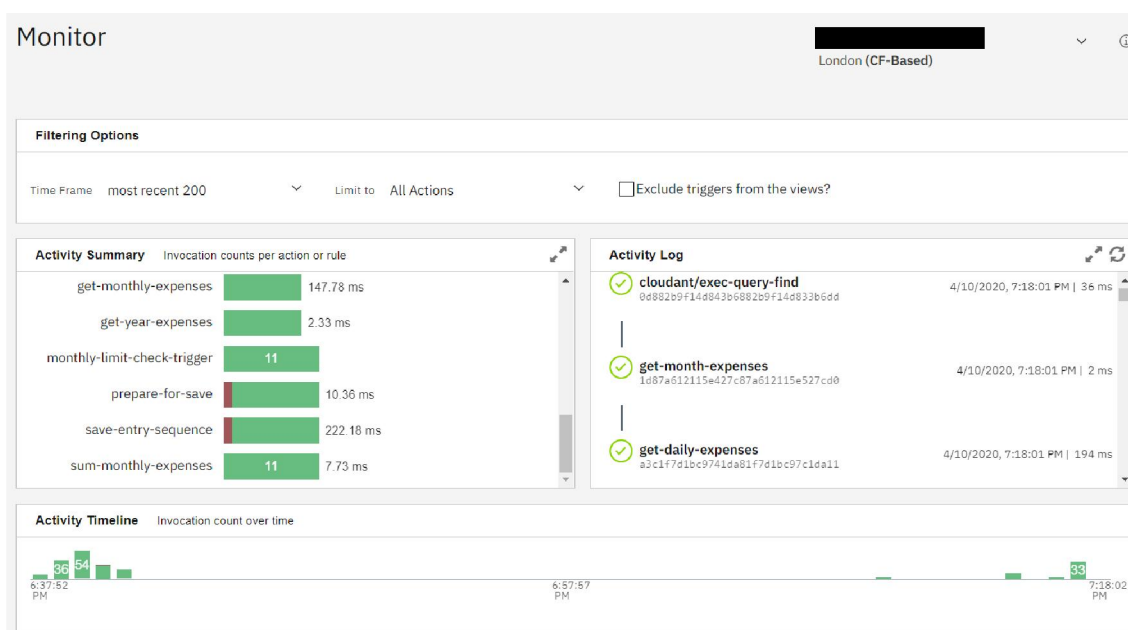 Monitor
London (CF-Based)
Filtering Options
Time Frame most recent 200 Limit to All Actions Exclude triggers from the views?
Activity Summary Invocation counts per action or rule
get-monthly-expenses 147.78 ms
get-year-expenses 2.33 ms
monthly-limit-check-trigger 11
prepare-for-save 10.36 ms
save-entry-sequence 222.18 ms
sum-monthly-expenses 11 7.73 ms
Activity Log
cloudant/exec-query-find 4/10/2020, 7:18:01 PM | 36 ms
0d882b9f14d843b6882b9f14d833b6dd
get-month-expenses 4/10/2020, 7:18:01 PM | 2 ms
1d87a612115e427c87a612115e527cd0
get-daily-expenses 4/10/2020, 7:18:01 PM | 194 ms
a3c1f7d1bc9741da81f7d1bc97c1da11
Activity Timeline Invocation count over time
36 54 33
6:37:52 PM
6:57:57 PM
7:18:02 PM